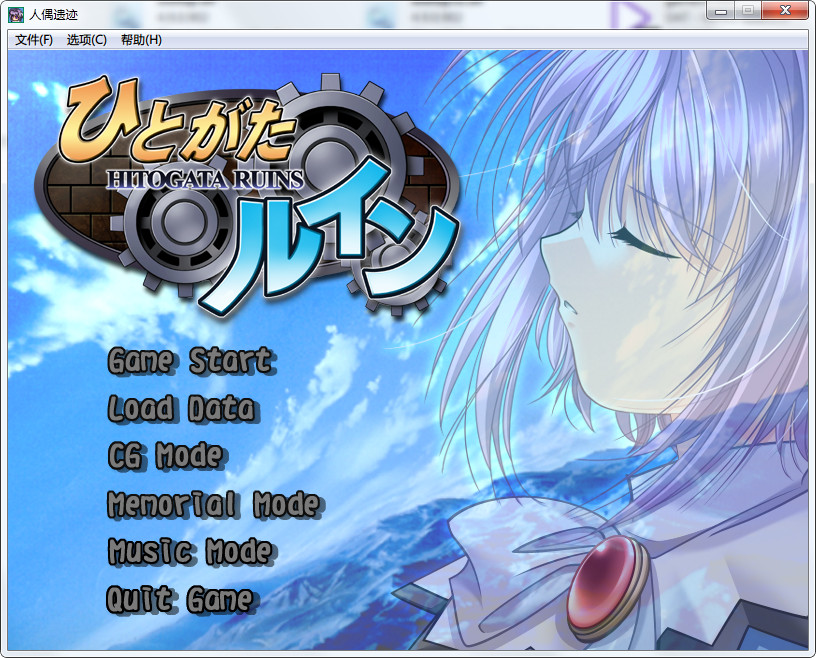 人偶遗迹
文件(F) 选项(C) 帮助(H)
ひとがた
HITOGATA RUINS
ルイン
Game Start
Load Data
CG Mode
Memorial Mode
Music Mode
Quit Game